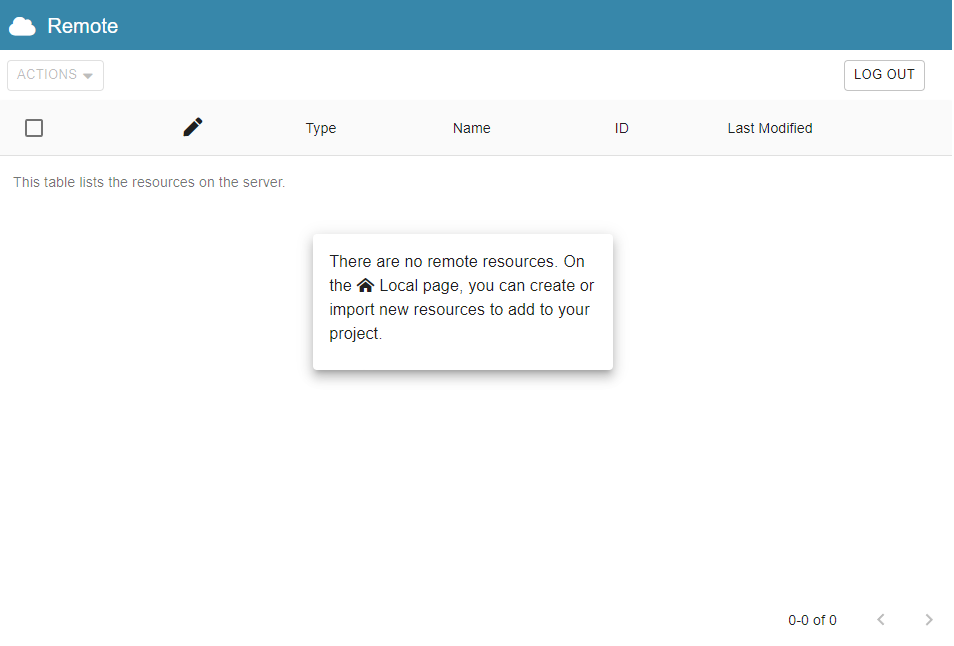 Remote
ACTIONS
LOG OUT
Type Name ID Last Modified
This table lists the resources on the server.
There are no remote resources. On
the Local page, you can create or
import new resources to add to your
project.
0-0 of 0